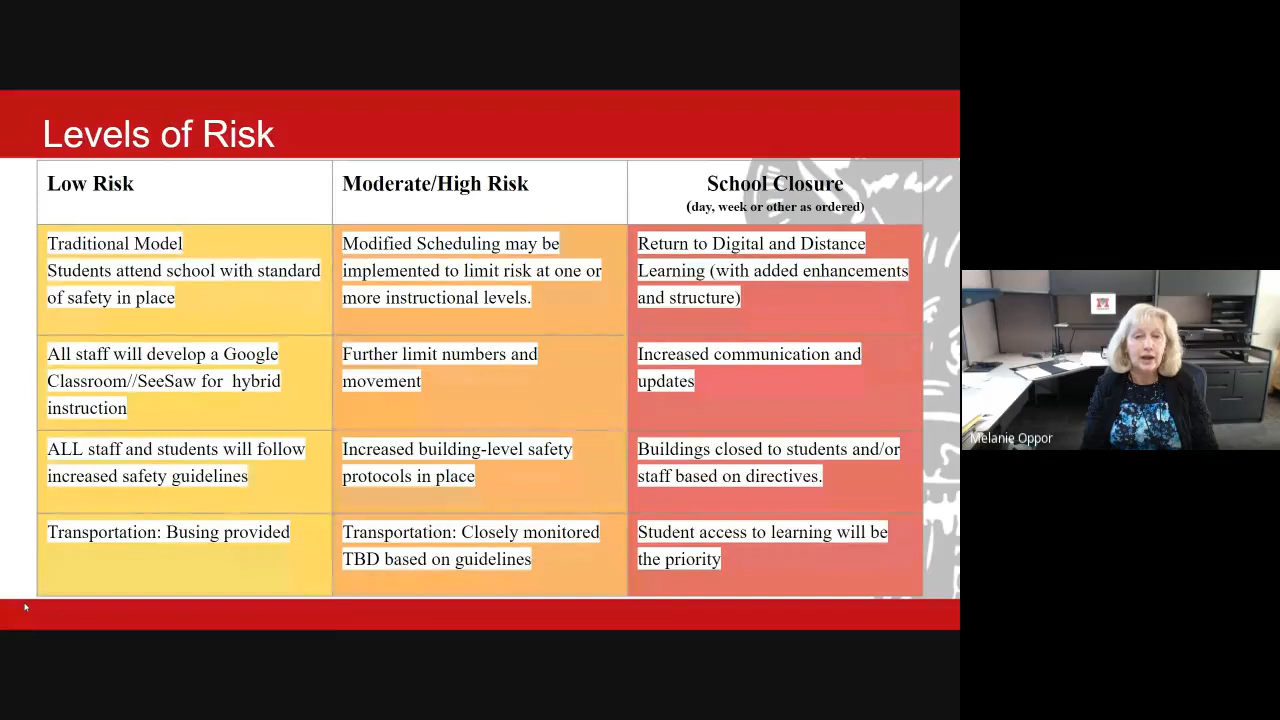 Levels of Risk
Low Risk
Moderate/High Risk
School Closure
(day, week or other as ordered)
Traditional Model
Students attend school with standard
of safety in place
Modified Scheduling may be
implemented to limit risk at one or
more instructional levels.
Return to Digital and Distance
Learning (with added enhancements
and structure)
All staff will develop a Google
Classroom//SeeSaw for hybrid
instruction
Further limit numbers and
movement
Increased communication and
updates
ALL staff and students will follow
increased safety guidelines
Increased building-level safety
protocols in place
Buildings closed to students and/or
staff based on directives.
Transportation: Busing provided
Transportation: Closely monitored
TBD based on guidelines
Student access to learning will be
the priority
Melanie Oppor